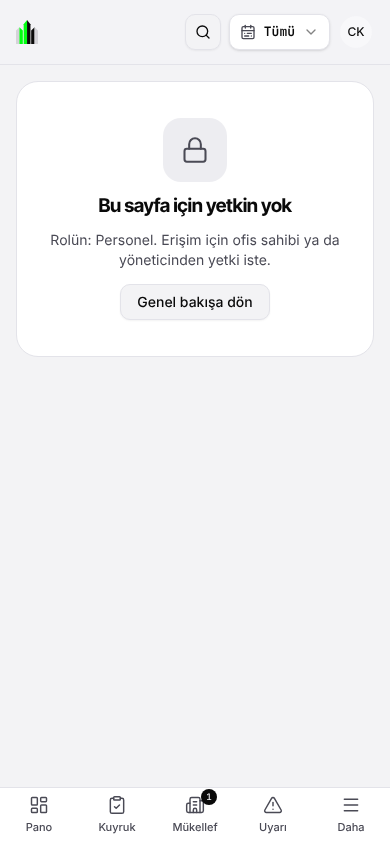 Tümü
CK
Bu sayfa için yetkin yok
Rolün: Personel. Erişim için ofis sahibi ya da
yöneticinden yetki iste.
Genel bakışa dön
1
Pano
Kuyruk
Mükellef
Uyarı
Daha